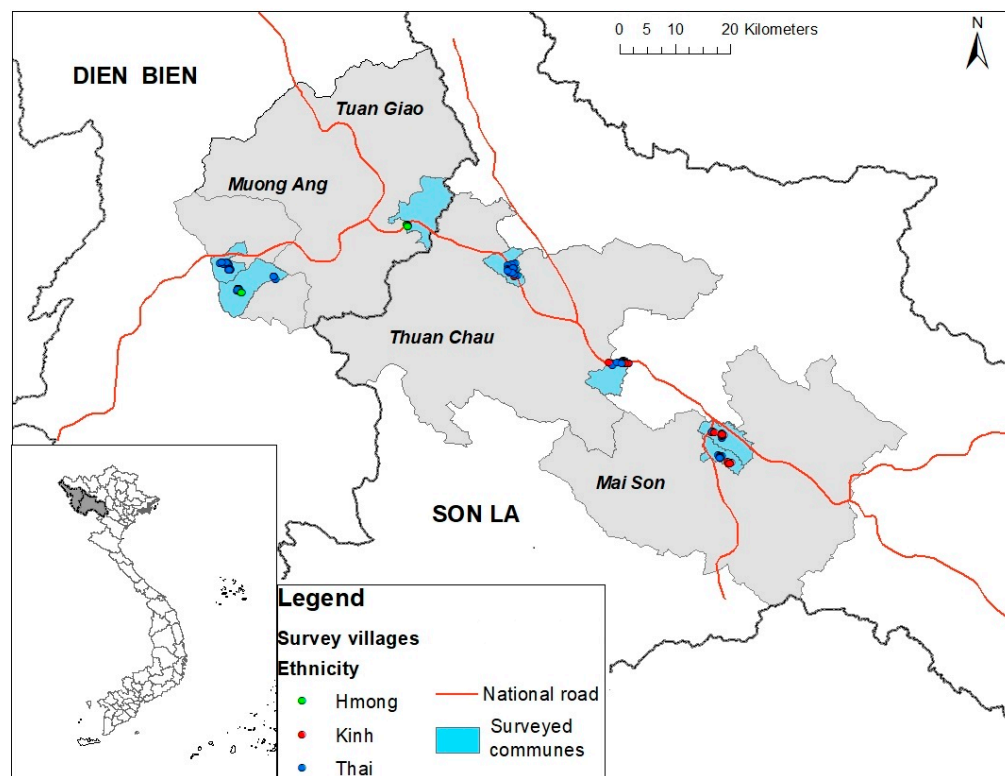 0 5 10 20 Kilometers
N
DIEN BIEN
Tuan Giao
Muong Ang
Thuan Chau
Mai Son
SON LA
Legend
Survey villages
Ethnicity
Hmong
Kinh
Thai
National road
Surveyed
communes